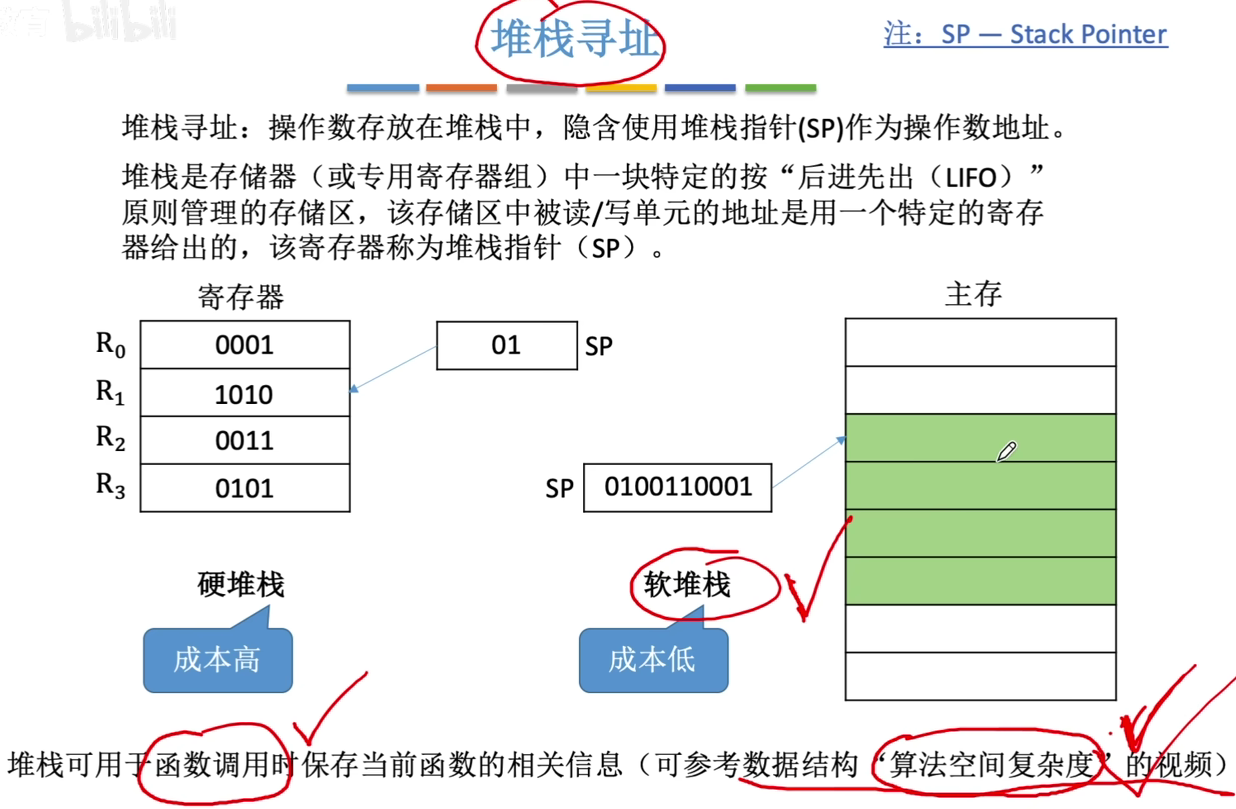 育 bilibili
堆栈寻址
注：SP — Stack Pointer
堆栈寻址：操作数存放在堆栈中，隐含使用堆栈指针(SP)作为操作数地址。
堆栈是存储器（或专用寄存器组）中一块特定的按“后进先出（LIFO）”
原则管理的存储区，该存储区中被读/写单元的地址是用一个特定的寄存
器给出的，该寄存器称为堆栈指针（SP）。
寄存器
R₀ 0001
R₁ 1010
R₂ 0011
R₃ 0101
01 SP
主存
SP 0100110001
硬堆栈
成本高
软堆栈
成本低
堆栈可用于函数调用时保存当前函数的相关信息（可参考数据结构“算法空间复杂度”的视频）